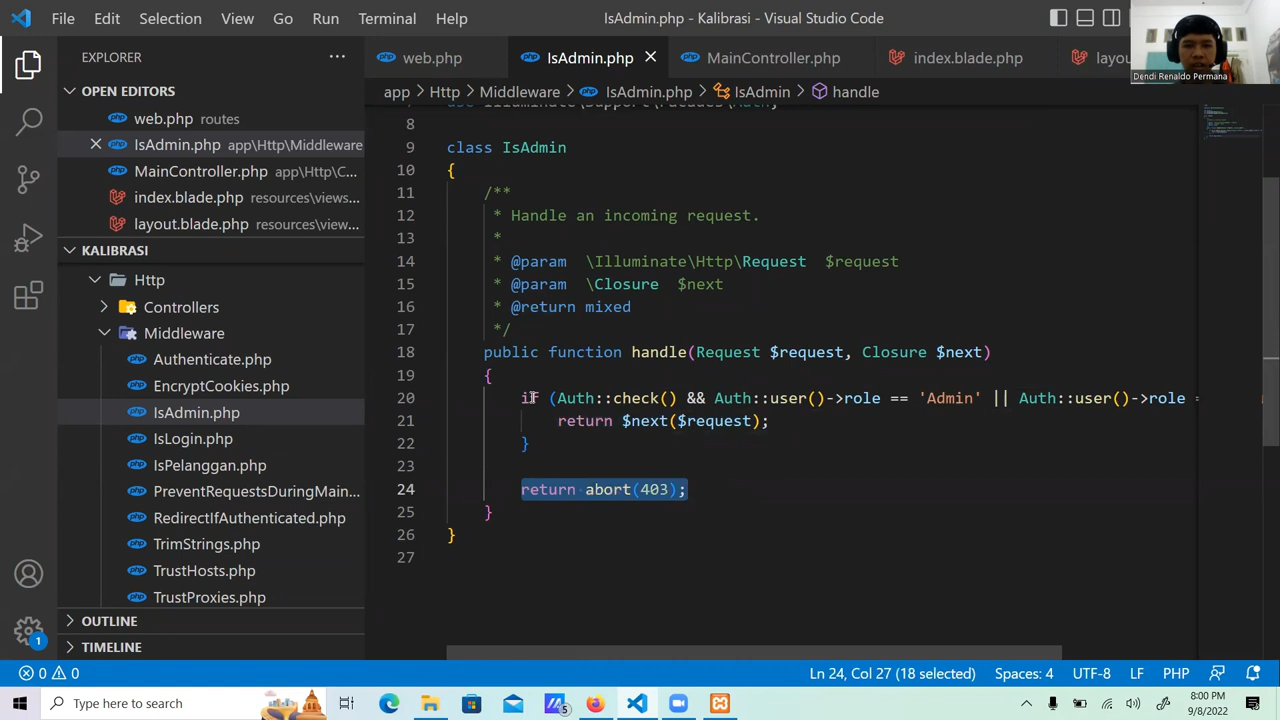 File Edit Selection View Go Run Terminal Help IsAdmin.php - Kalibrasi - Visual Studio Code
Dendi Renaldo Permana
EXPLORER
web.php IsAdmin.php MainController.php index.blade.php
OPEN EDITORS
app > Http > Middleware > IsAdmin.php > IsAdmin > handle
web.php routes
IsAdmin.php app\Http\Middleware
MainController.php app\Http\C...
index.blade.php resources\views...
layout.blade.php resources\view...
KALIBRASI
Http
Controllers
Middleware
Authenticate.php
EncryptCookies.php
IsAdmin.php
IsLogin.php
IsPelanggan.php
PreventRequestsDuringMain...
RedirectIfAuthenticated.php
TrimStrings.php
TrustHosts.php
TrustProxies.php
OUTLINE
TIMELINE
8
9 class IsAdmin
10 {
11 /**
12 * Handle an incoming request.
13 *
14 * @param \Illuminate\Http\Request $request
15 * @param \Closure $next
16 * @return mixed
17 */
18 public function handle(Request $request, Closure $next)
19 {
20 if (Auth::check() && Auth::user()->role == 'Admin' || Auth::user()->role =
21 return $next($request);
22 }
23
24 return abort(403);
25 }
26 }
27
1
0 0 Ln 24, Col 27 (18 selected) Spaces: 4 UTF-8 LF PHP
Type here to search
5
8:00 PM
9/8/2022